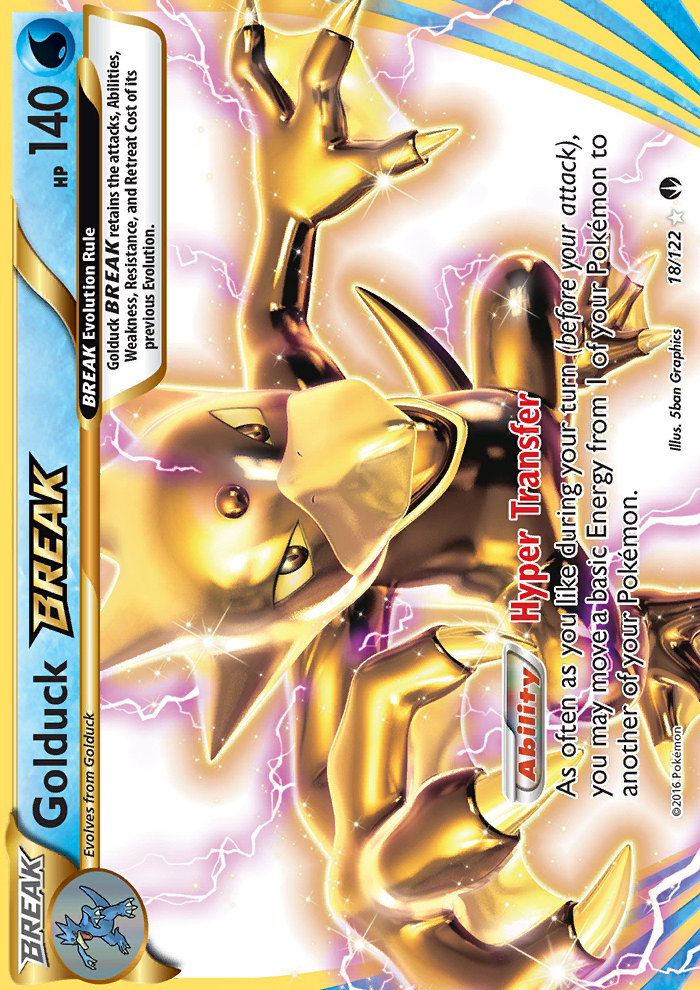 BREAK
Golduck BREAK
HP 140
Evolves from Golduck
BREAK Evolution Rule
Golduck BREAK retains the attacks, Abilities,
Weakness, Resistance, and Retreat Cost of its
previous Evolution.
Ability Hyper Transfer
As often as you like during your turn (before your attack),
you may move a basic Energy from 1 of your Pokémon to
another of your Pokémon.
©2016 Pokémon
Illus. 5ban Graphics
18/122